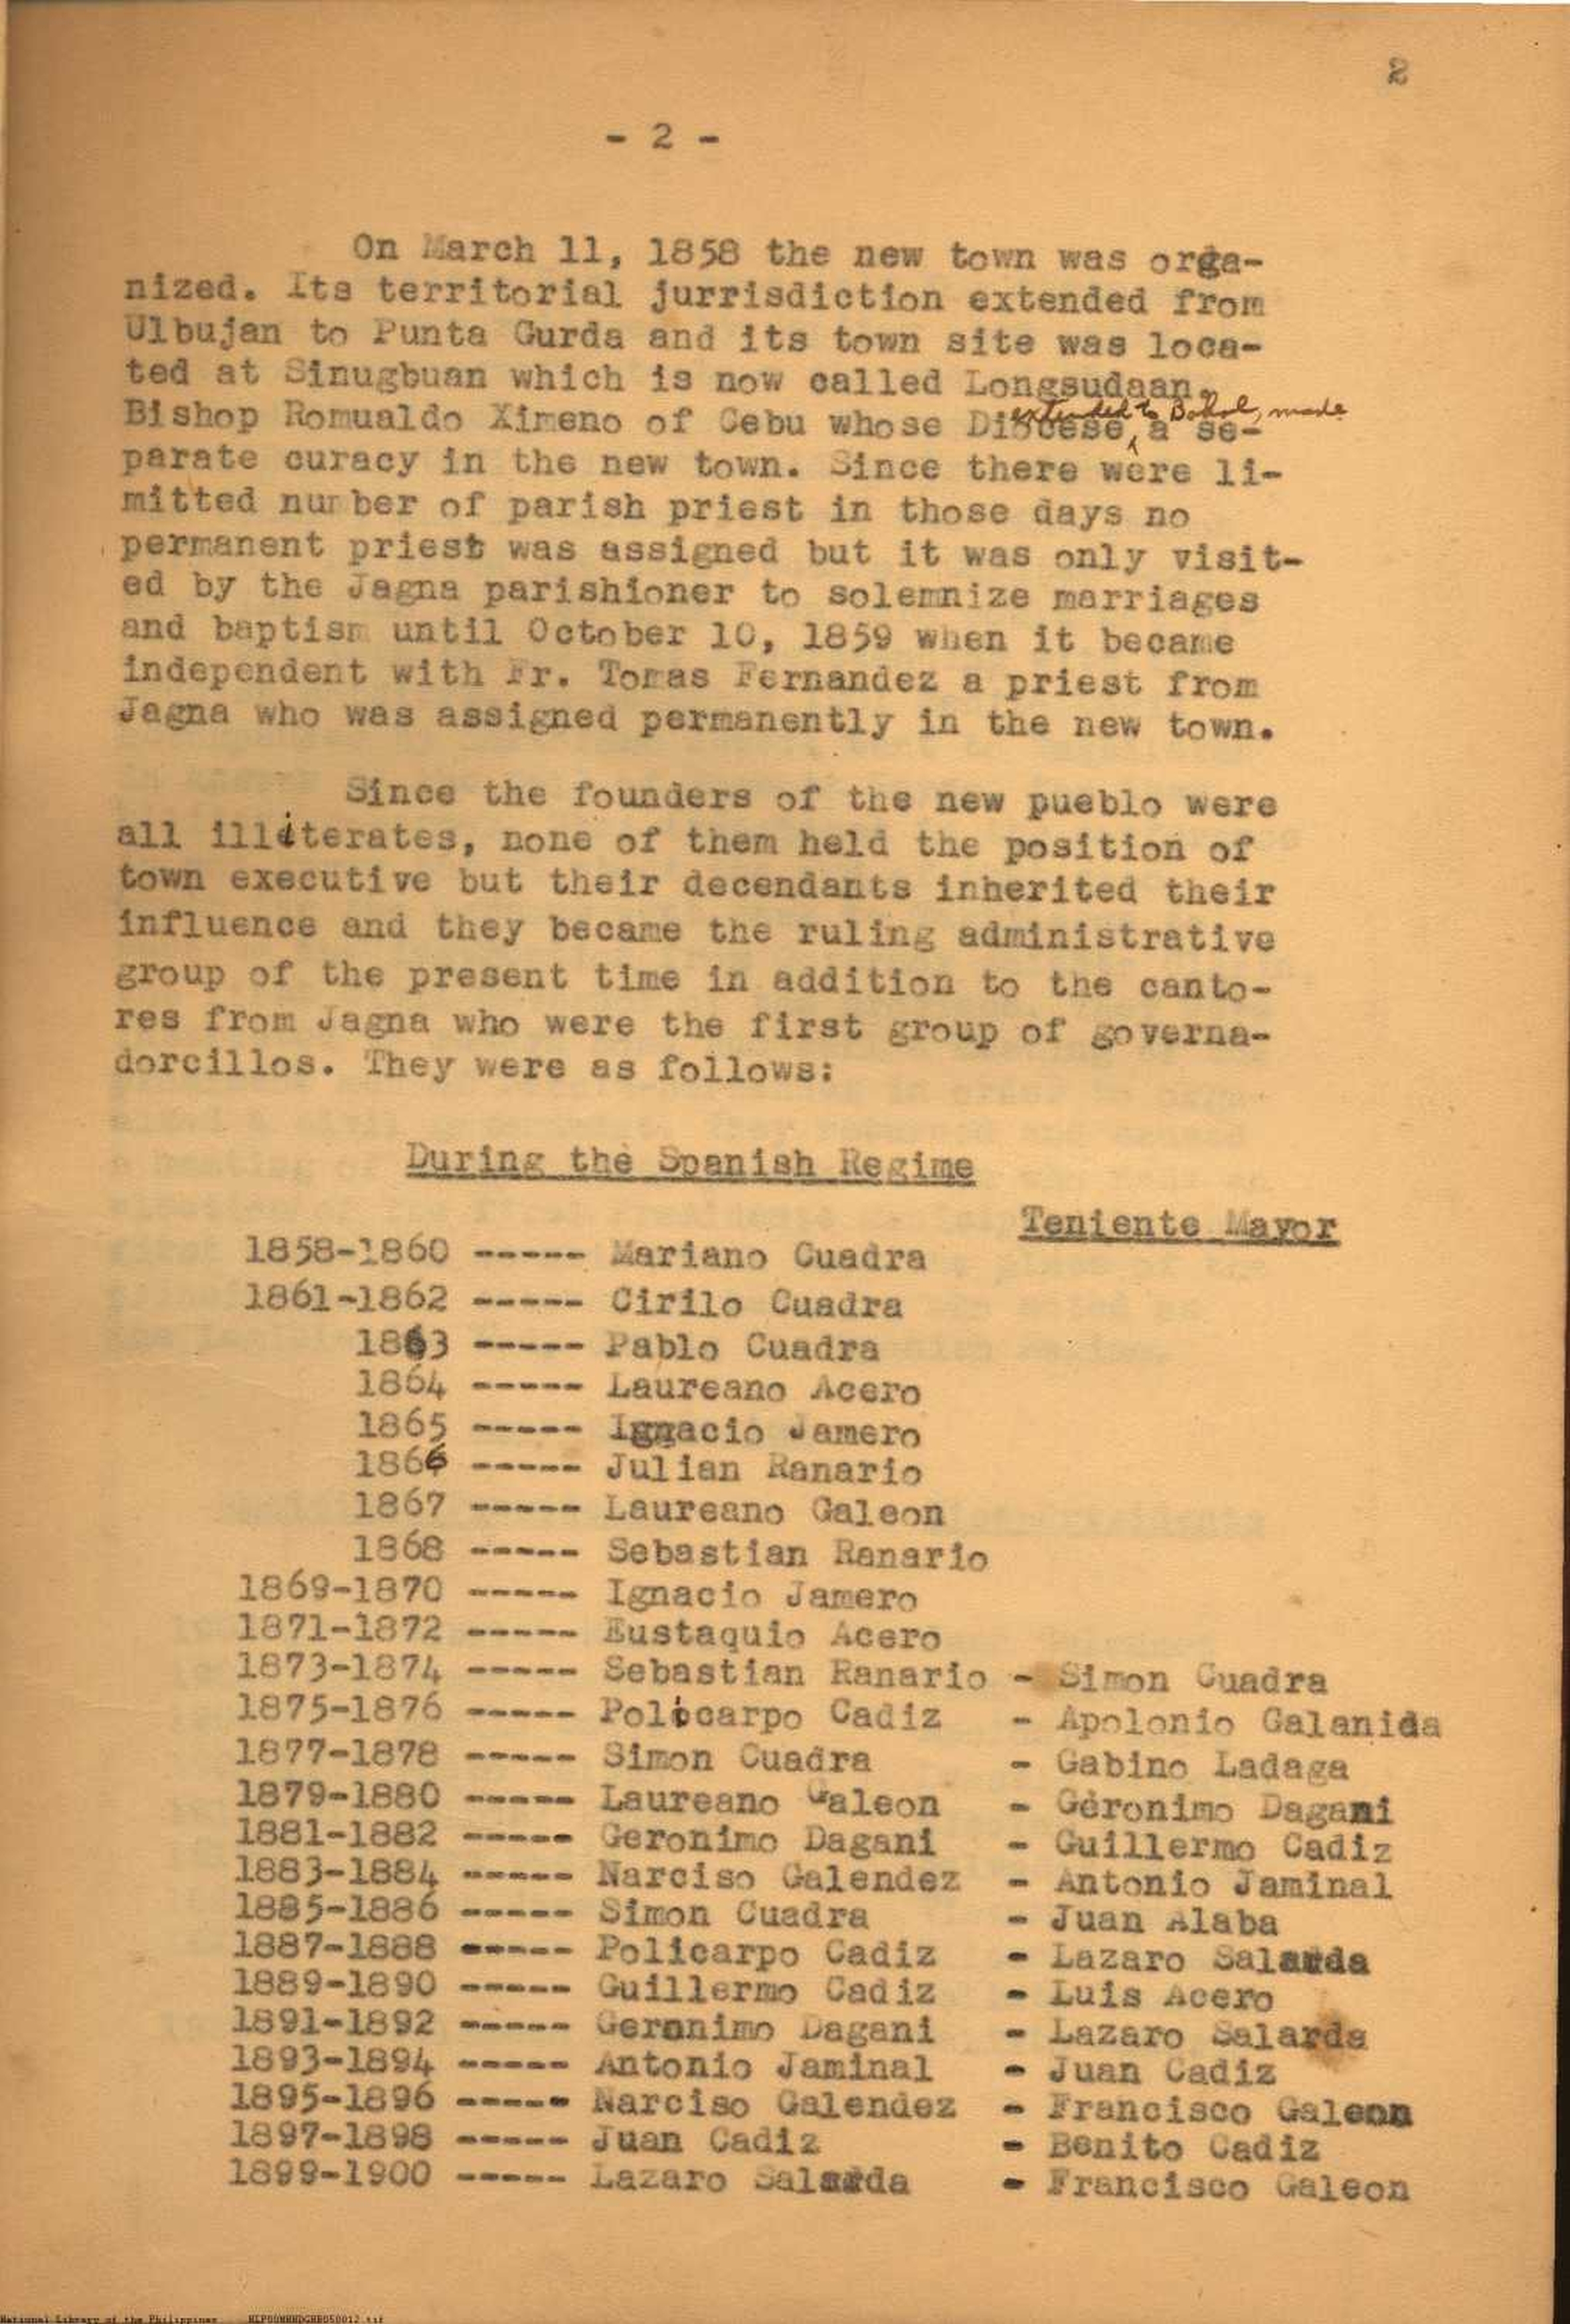 2
- 2 -
On March 11, 1858 the new town was orga-
nized. Its territorial jurrisdiction extended from
Ulbujan to Punta Gurda and its town site was loca-
ted at Sinugbuan which is now called Longsudaan.
extended to Bohol, made
Bishop Romualdo Ximeno of Cebu whose Diocese, a se-
parate curacy in the new town. Since there were li-
mitted number of parish priest in those days no
permanent priest was assigned but it was only visit-
ed by the Jagna parishioner to solemnize marriages
and baptism until October 10, 1859 when it became
independent with Fr. Tomas Fernandez a priest from
Jagna who was assigned permanently in the new town.
Since the founders of the new pueblo were
all illiterates, none of them held the position of
town executive but their decendants inherited their
influence and they became the ruling administrative
group of the present time in addition to the canto-
res from Jagna who were the first group of governa-
dorcillos. They were as follows:
During the Spanish Regime
Teniente Mayor
1858-1860 ----- Mariano Cuadra
1861-1862 ----- Cirilo Cuadra
1863 ----- Pablo Cuadra
1864 ----- Laureano Acero
1865 ----- Ignacio Jamero
1866 ----- Julian Ranario
1867 ----- Laureano Galeon
1868 ----- Sebastian Ranario
1869-1870 ----- Ignacio Jamero
1871-1872 ----- Eustaquio Acero
1873-1874 ----- Sebastian Ranario - Simon Cuadra
1875-1876 ----- Policarpo Cadiz - Apolonio Galanida
1877-1878 ----- Simon Cuadra - Gabino Ladaga
1879-1880 ----- Laureano Galeon - Geronimo Dagani
1881-1882 ----- Geronimo Dagani - Guillermo Cadiz
1883-1884 ----- Narciso Galendez - Antonio Jaminal
1885-1886 ----- Simon Cuadra - Juan Alaba
1887-1888 ----- Policarpo Cadiz - Lazaro Salarda
1889-1890 ----- Guillermo Cadiz - Luis Acero
1891-1892 ----- Geronimo Dagani - Lazaro Salarda
1893-1894 ----- Antonio Jaminal - Juan Cadiz
1895-1896 ----- Narciso Galendez - Francisco Galeon
1897-1898 ----- Juan Cadiz - Benito Cadiz
1899-1900 ----- Lazaro Salarda - Francisco Galeon
National Library of the Philippines